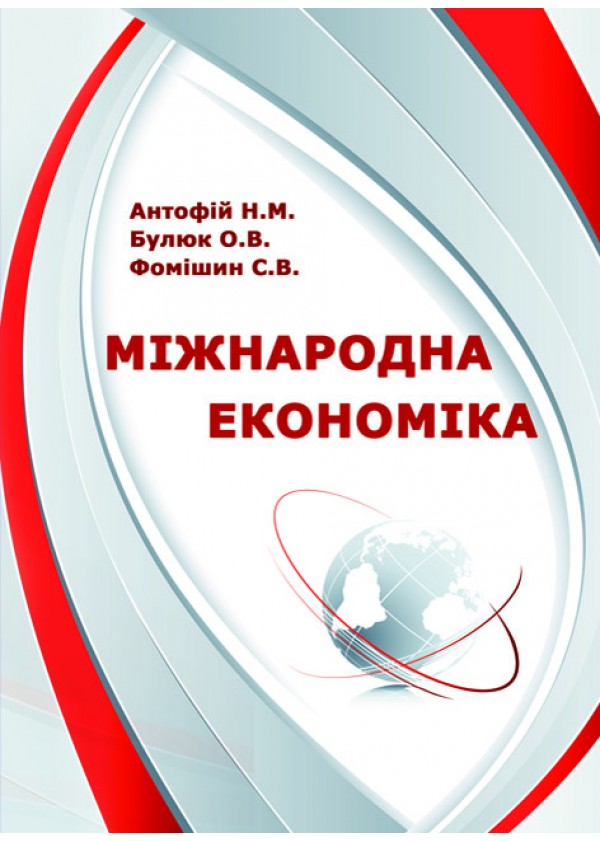 Антофій Н.М.
Булюк О.В.
Фомішин С.В.
МІЖНАРОДНА
ЕКОНОМІКА